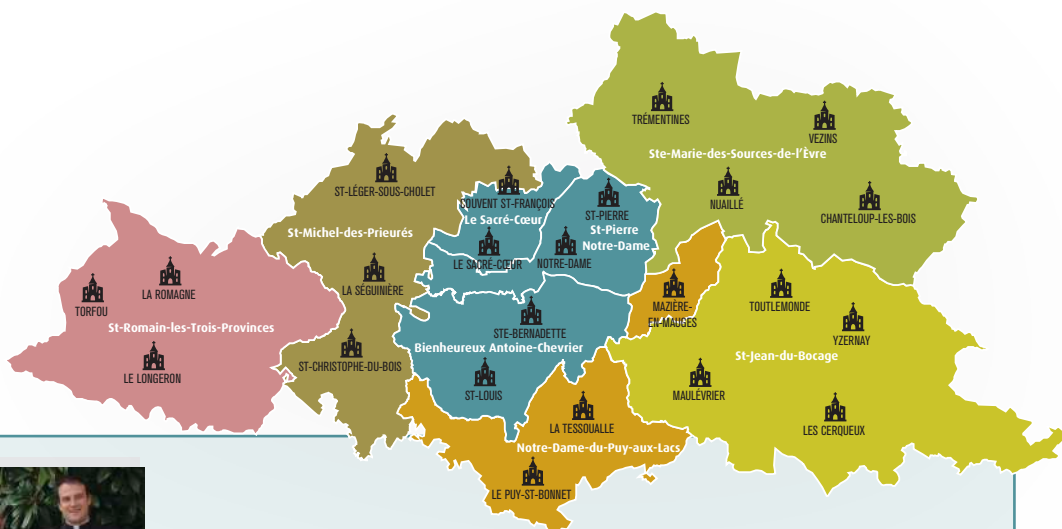 TRÉMENTINES
VEZINS
Ste-Marie-des-Sources-de-l'Èvre
NUAILLÉ
CHANTELOUP-LES-BOIS
ST-LÉGER-SOUS-CHOLET
COUVENT ST-FRANÇOIS
Le Sacré-Cœur
ST-PIERRE
St-Pierre
Notre-Dame
St-Michel-des-Prieurés
LE SACRÉ-CŒUR
NOTRE-DAME
LA SÉGUINIÈRE
LA ROMAGNE
TORFOU
St-Romain-les-Trois-Provinces
LE LONGERON
ST-CHRISTOPHE-DU-BOIS
STE-BERNADETTE
Bienheureux Antoine-Chevrier
ST-LOUIS
MAZIÈRE-
EN-MAUGES
TOUTLEMONDE
YZERNAY
St-Jean-du-Bocage
MAULÉVRIER
LES CERQUEUX
LA TESSOUALLE
Notre-Dame-du-Puy-aux-Lacs
LE PUY-ST-BONNET